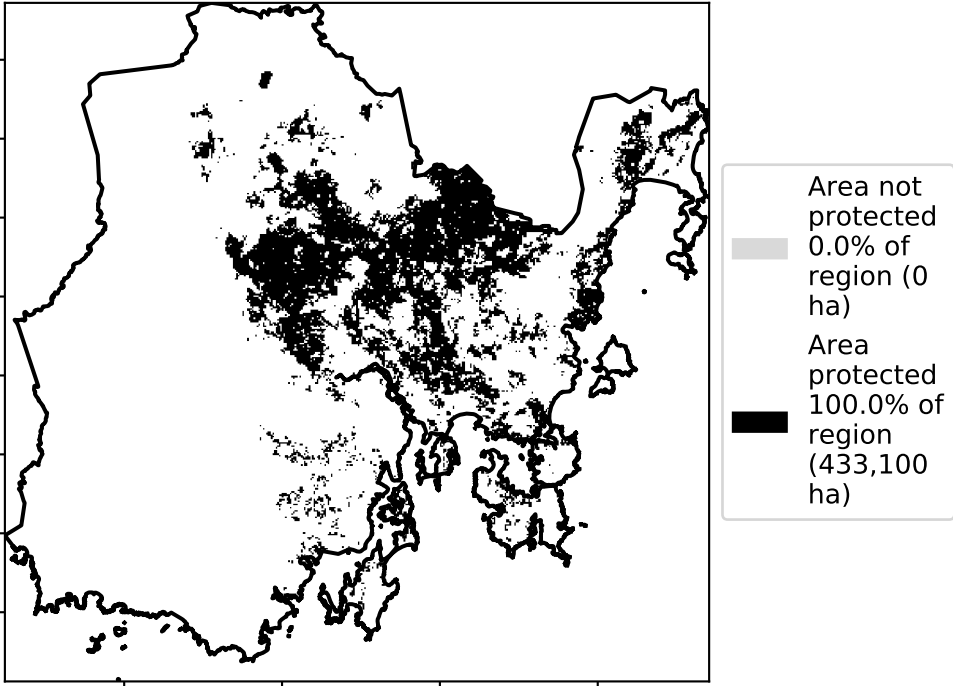 Area not
protected
0.0% of
region (0
ha)
Area
protected
100.0% of
region
(433,100
ha)